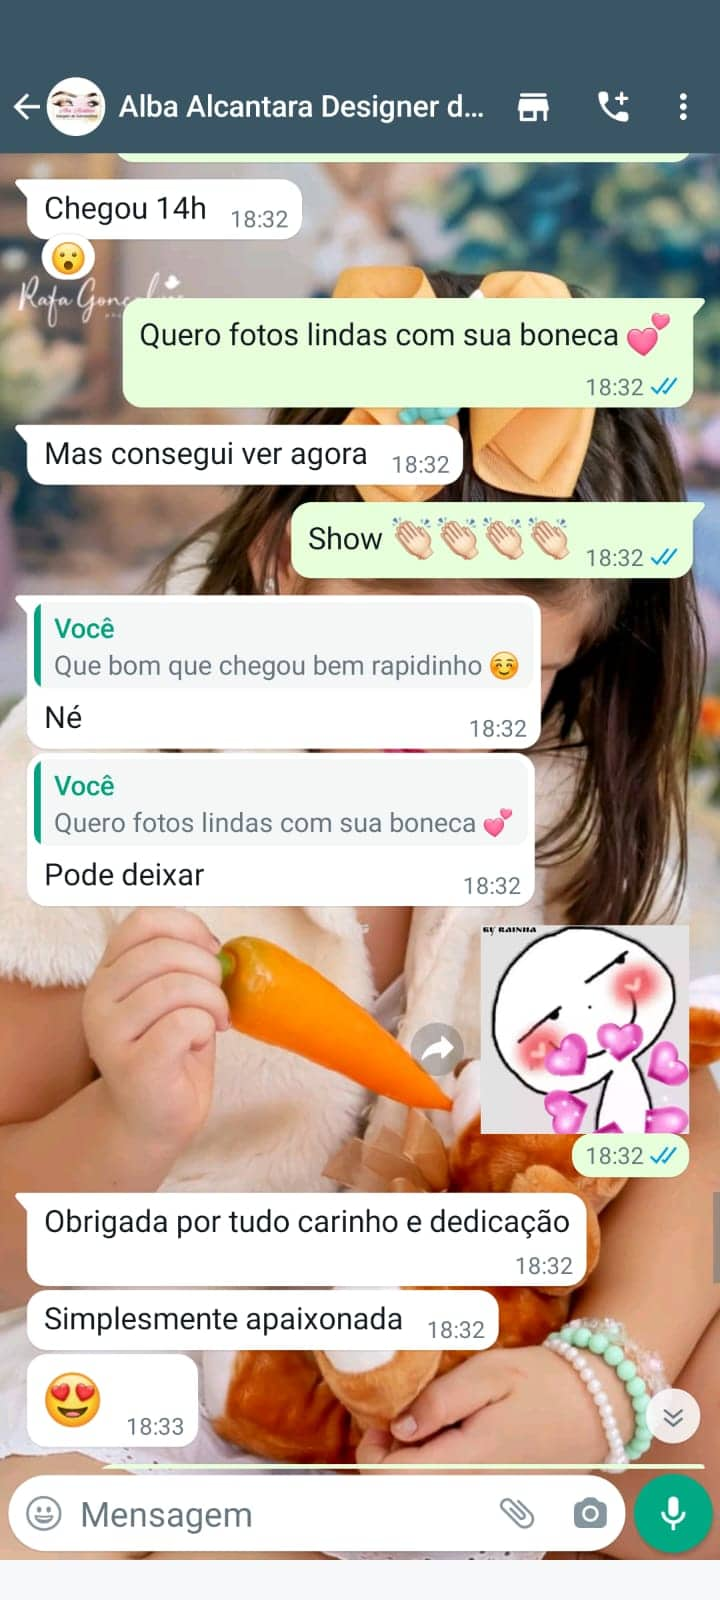 Alba Alcantara Designer d...
Chegou 14h 18:32
😮
Quero fotos lindas com sua boneca 💕
18:32
Mas consegui ver agora 18:32
Show 👏🏻👏🏻👏🏻👏🏻 18:32
Você
Que bom que chegou bem rapidinho ☺️
Né 18:32
Você
Quero fotos lindas com sua boneca 💕
Pode deixar 18:32
BY RAINHA
18:32
Obrigada por tudo carinho e dedicação
18:32
Simplesmente apaixonada 18:32
😍 18:33
Mensagem